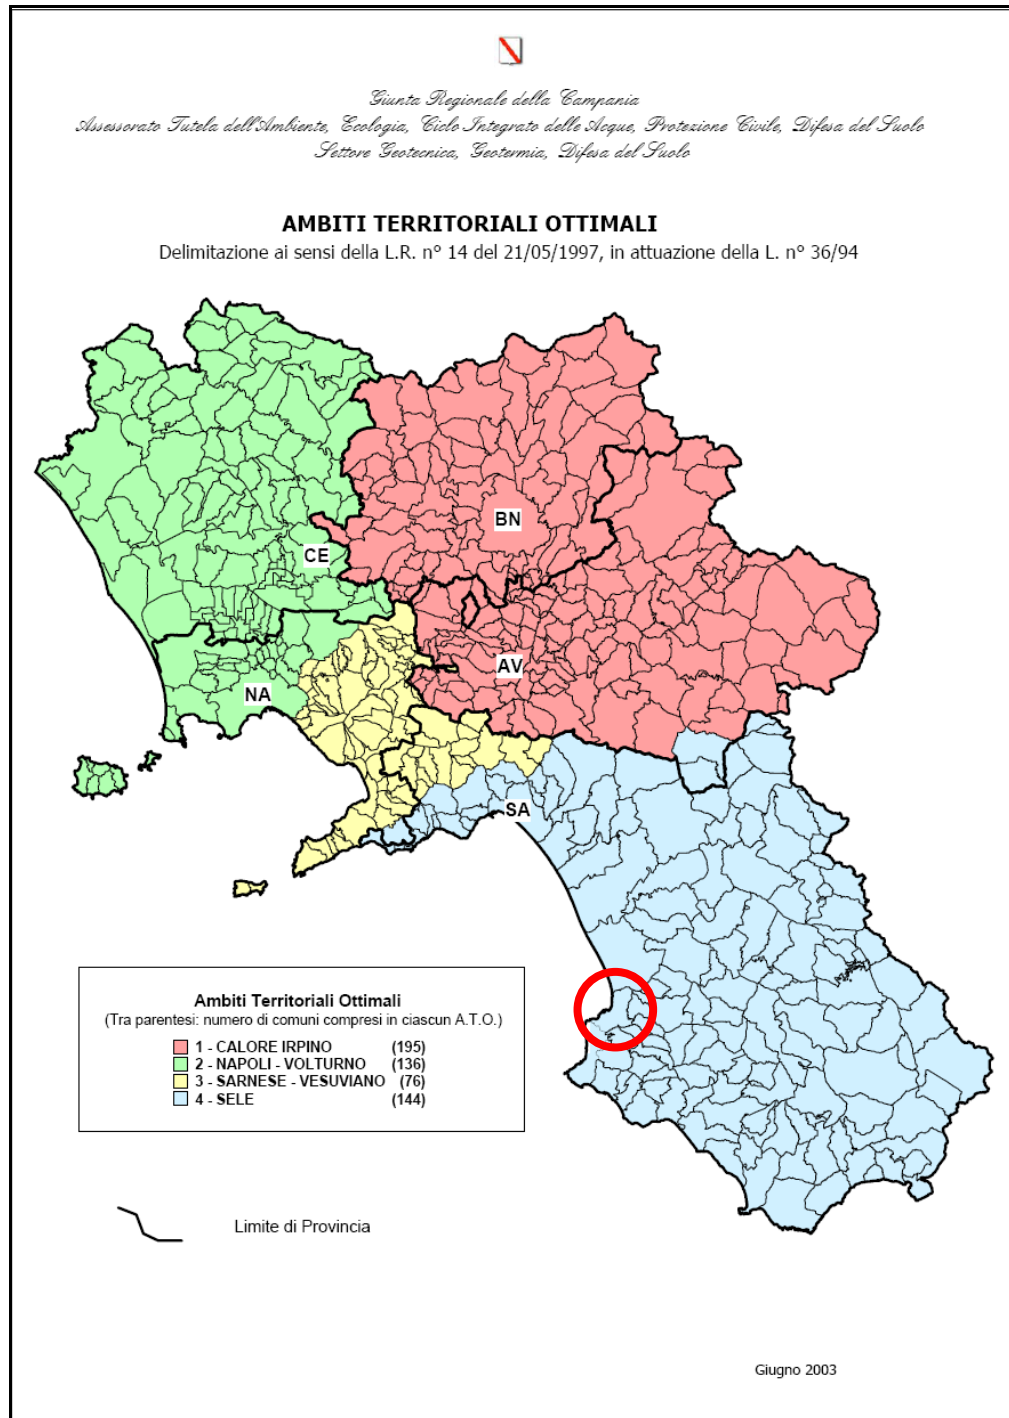 Giunta Regionale della Campania
Assessorato Tutela dell'Ambiente, Ecologia, Ciclo Integrato delle Acque, Protezione Civile, Difesa del Suolo
Settore Geotecnica, Geotermia, Difesa del Suolo
AMBITI TERRITORIALI OTTIMALI
Delimitazione ai sensi della L.R. n° 14 del 21/05/1997, in attuazione della L. n° 36/94
BN
CE
AV
NA
SA
Ambiti Territoriali Ottimali
(Tra parentesi: numero di comuni compresi in ciascun A.T.O.)
1 - CALORE IRPINO (195)
2 - NAPOLI - VOLTURNO (136)
3 - SARNESE - VESUVIANO (76)
4 - SELE (144)
Limite di Provincia
Giugno 2003